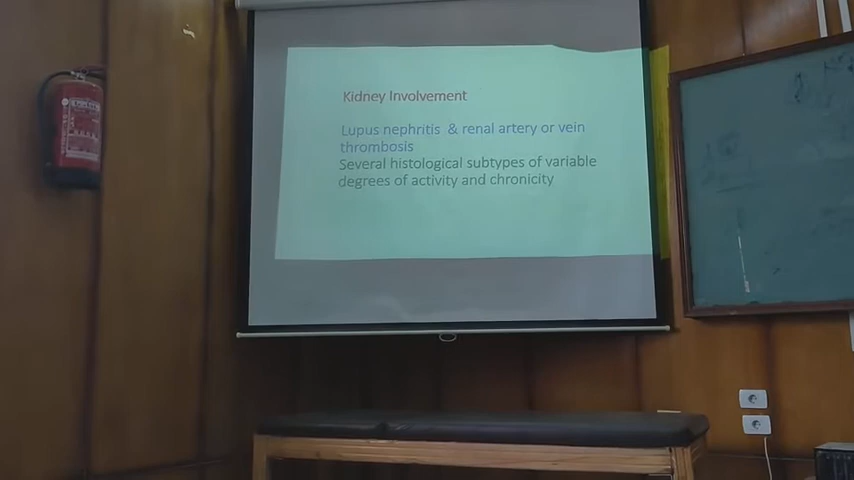 Kidney Involvement
Lupus nephritis & renal artery or vein
thrombosis
Several histological subtypes of variable
degrees of activity and chronicity